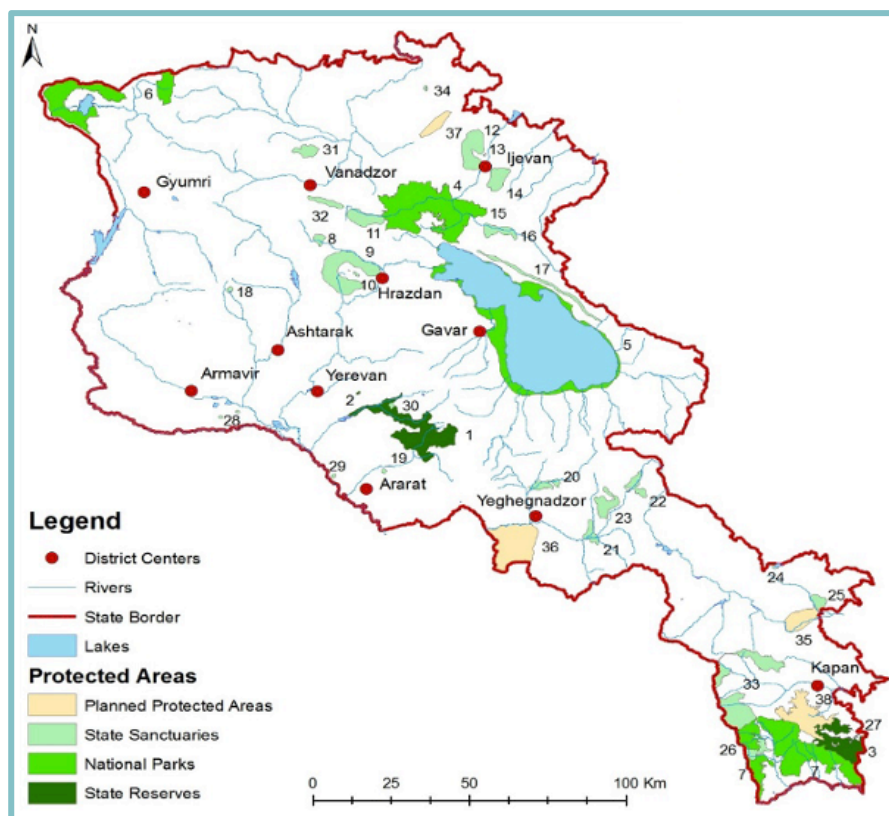 N
6
34
37
12
13
Ijevan
31
Vanadzor
Gyumri
4
14
15
32
11
16
8
9
17
10
Hrazdan
18
Gavar
5
Ashtarak
Armavir
Yerevan
2
30
28
1
19
29
Ararat
20
Yeghegnadzor
22
23
21
36
24
25
35
Kapan
33
38
27
26
3
7
7
Legend
District Centers
Rivers
State Border
Lakes
Protected Areas
Planned Protected Areas
State Sanctuaries
National Parks
State Reserves
0 25 50 100 Km